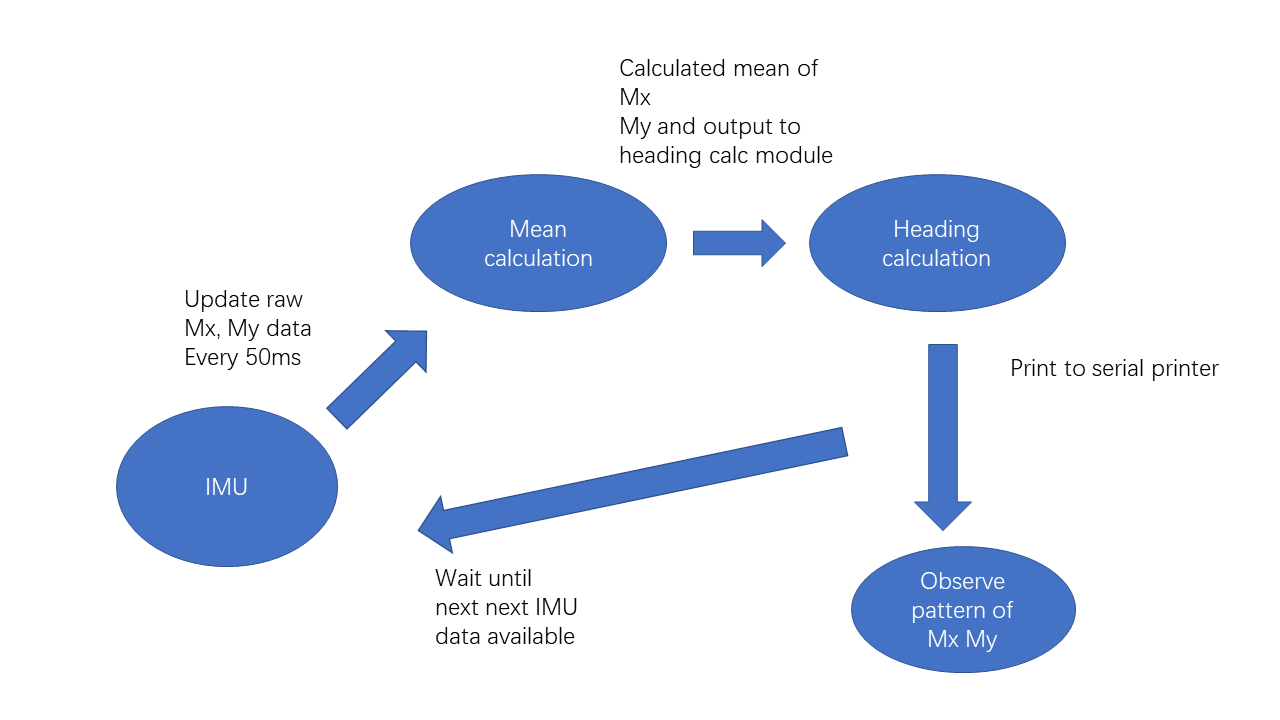 Calculated mean of
Mx
My and output to
heading calc module
Mean
calculation
Heading
calculation
Update raw
Mx, My data
Every 50ms
Print to serial printer
IMU
Wait until
next next IMU
data available
Observe
pattern of
Mx My